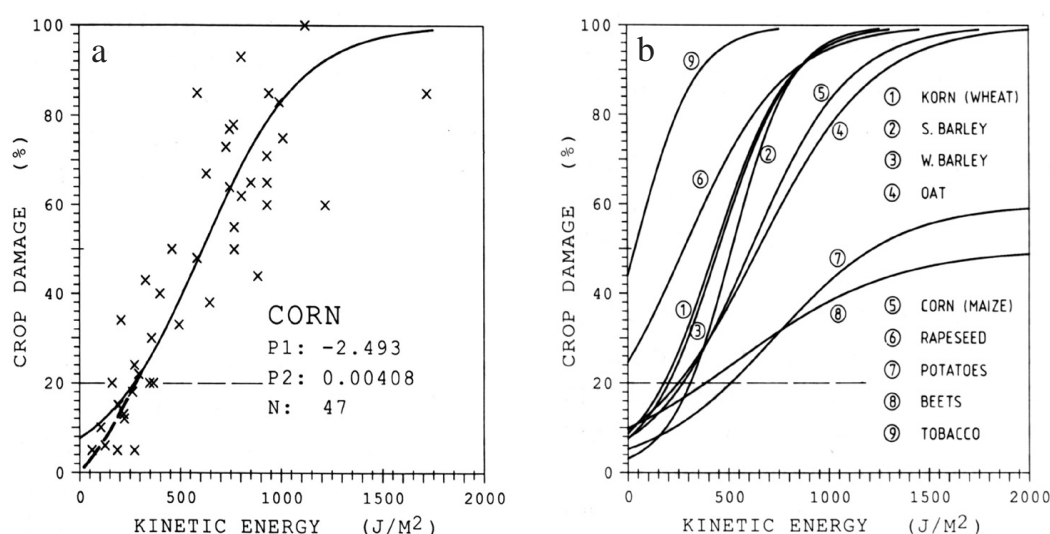 a
CROP DAMAGE (%)
100
80
60
40
20
0
CORN
P1: -2.493
P2: 0.00408
N: 47
0 500 1000 1500 2000
KINETIC ENERGY (J/M2)
b
CROP DAMAGE (%)
100
80
60
40
20
0
9
6
2
5
4
1
3
7
8
1 KORN (WHEAT)
2 S. BARLEY
3 W. BARLEY
4 OAT
5 CORN (MAIZE)
6 RAPESEED
7 POTATOES
8 BEETS
9 TOBACCO
0 500 1000 1500 2000
KINETIC ENERGY (J/M2)